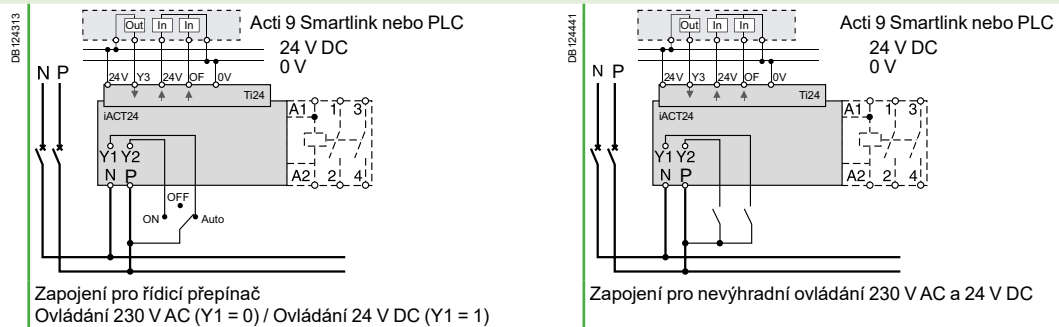 DB124313
Out In In
Acti 9 Smartlink nebo PLC
24 V DC
0 V
N P
24V Y3 24V OF 0V
Ti24
iACT24
A1 1 3
Y1 Y2
N P
A2 2 4
OFF
ON Auto
Zapojení pro řídicí přepínač
Ovládání 230 V AC (Y1 = 0) / Ovládání 24 V DC (Y1 = 1)
DB124441
Out In In
Acti 9 Smartlink nebo PLC
24 V DC
0 V
N P
24V Y3 24V OF 0V
Ti24
iACT24
A1 1 3
Y1 Y2
N P
A2 2 4
Zapojení pro nevýhradní ovládání 230 V AC a 24 V DC